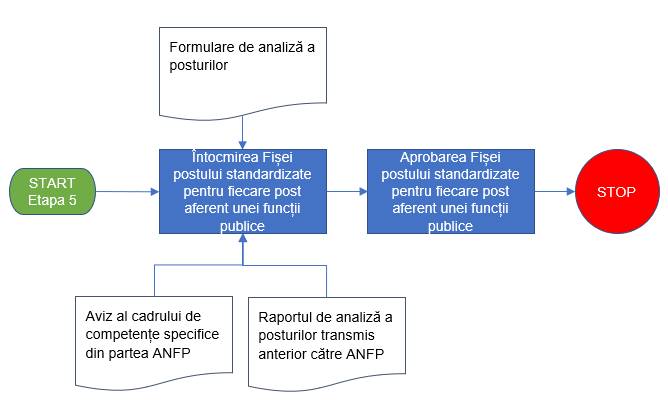 Formulare de analiză a
posturilor
START
Etapa 5
Întocmirea Fișei
postului standardizate
pentru fiecare post
aferent unei funcții
publice
Aprobarea Fișei
postului standardizate
pentru fiecare post
aferent unei funcții
publice
STOP
Aviz al cadrului de
competențe specifice
din partea ANFP
Raportul de analiză a
posturilor transmis
anterior către ANFP